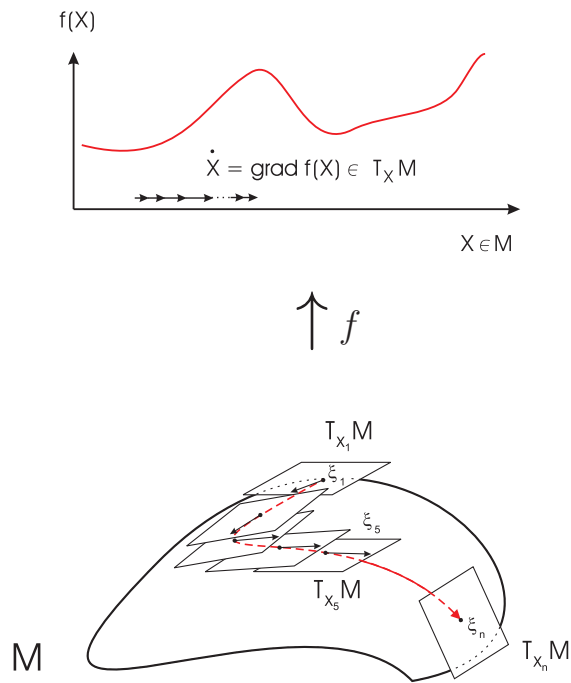 f(X)
Ẋ = grad f(X) ∈ T_X M
X ∈ M
f
T_{X_1} M
ξ_1
ξ_5
T_{X_5} M
ξ_n
T_{X_n} M
M